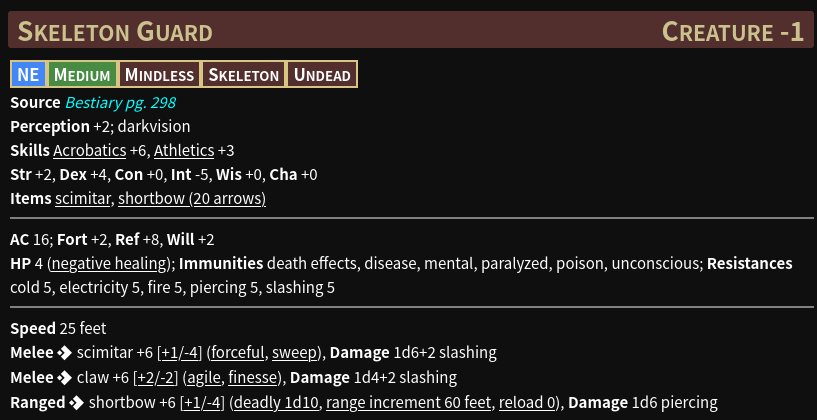 Skeleton Guard Creature -1
NE Medium Mindless Skeleton Undead
Source Bestiary pg. 298
Perception +2; darkvision
Skills Acrobatics +6, Athletics +3
Str +2, Dex +4, Con +0, Int -5, Wis +0, Cha +0
Items scimitar, shortbow (20 arrows)
AC 16; Fort +2, Ref +8, Will +2
HP 4 (negative healing); Immunities death effects, disease, mental, paralyzed, poison, unconscious; Resistances
cold 5, electricity 5, fire 5, piercing 5, slashing 5
Speed 25 feet
Melee scimitar +6 [+1/-4] (forceful, sweep), Damage 1d6+2 slashing
Melee claw +6 [+2/-2] (agile, finesse), Damage 1d4+2 slashing
Ranged shortbow +6 [+1/-4] (deadly 1d10, range increment 60 feet, reload 0), Damage 1d6 piercing